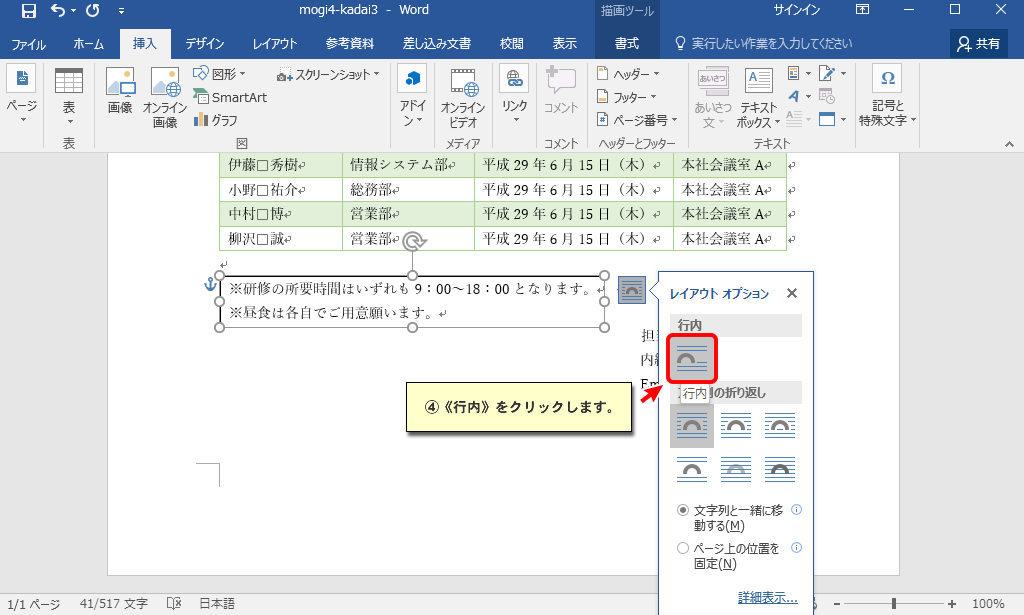 mogi4-kadai3 - Word
描画ツール
サインイン
ファイル ホーム 挿入 デザイン レイアウト 参考資料 差し込み文書 校閲 表示 書式 実行したい作業を入力してください 共有
ページ
表
画像
オンライン画像
図形
SmartArt
グラフ
スクリーンショット
アドイン
オンラインビデオ
リンク
コメント
ヘッダー
フッター
ページ番号
あいさつ
あいさつ文
テキストボックス
記号と特殊文字
表 図 メディア コメント ヘッダーとフッター テキスト
伊藤□秀樹 情報システム部 平成 29 年 6 月 15 日(木) 本社会議室 A
小野□祐介 総務部 平成 29 年 6 月 15 日(木) 本社会議室 A
中村□博 営業部 平成 29 年 6 月 15 日(木) 本社会議室 A
柳沢□誠 営業部 平成 29 年 6 月 15 日(木) 本社会議室 A
※研修の所要時間はいずれも 9:00~18:00 となります。
※昼食は各自でご用意願います。
担
内
Em
④《行内》をクリックします。
レイアウト オプション
行内
行内
の折り返し
文字列と一緒に移
動する(M)
ページ上の位置を
固定(N)
詳細表示...
1/1 ページ 41/517 文字 日本語 100%